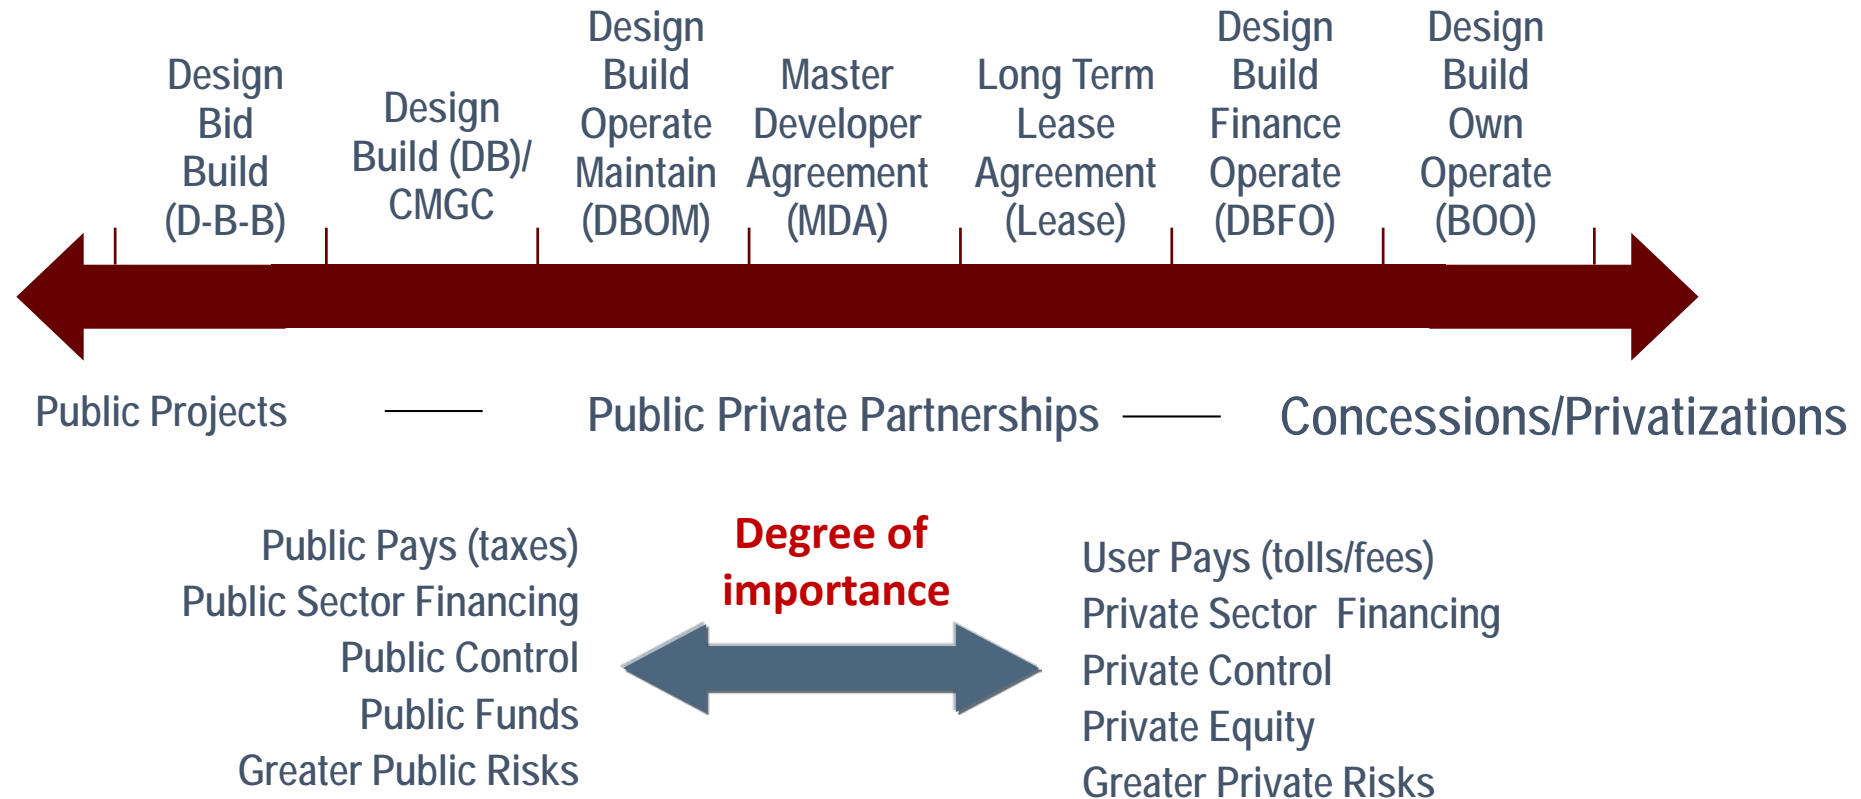 Design
Bid
Build
(D-B-B)
Design
Build (DB)/
CMGC
Design
Build
Operate
Maintain
(DBOM)
Master
Developer
Agreement
(MDA)
Long Term
Lease
Agreement
(Lease)
Design
Build
Finance
Operate
(DBFO)
Design
Build
Own
Operate
(BOO)
Public Projects
Public Private Partnerships
Concessions/Privatizations
Public Pays (taxes)
Public Sector Financing
Public Control
Public Funds
Greater Public Risks
Degree of
importance
User Pays (tolls/fees)
Private Sector Financing
Private Control
Private Equity
Greater Private Risks